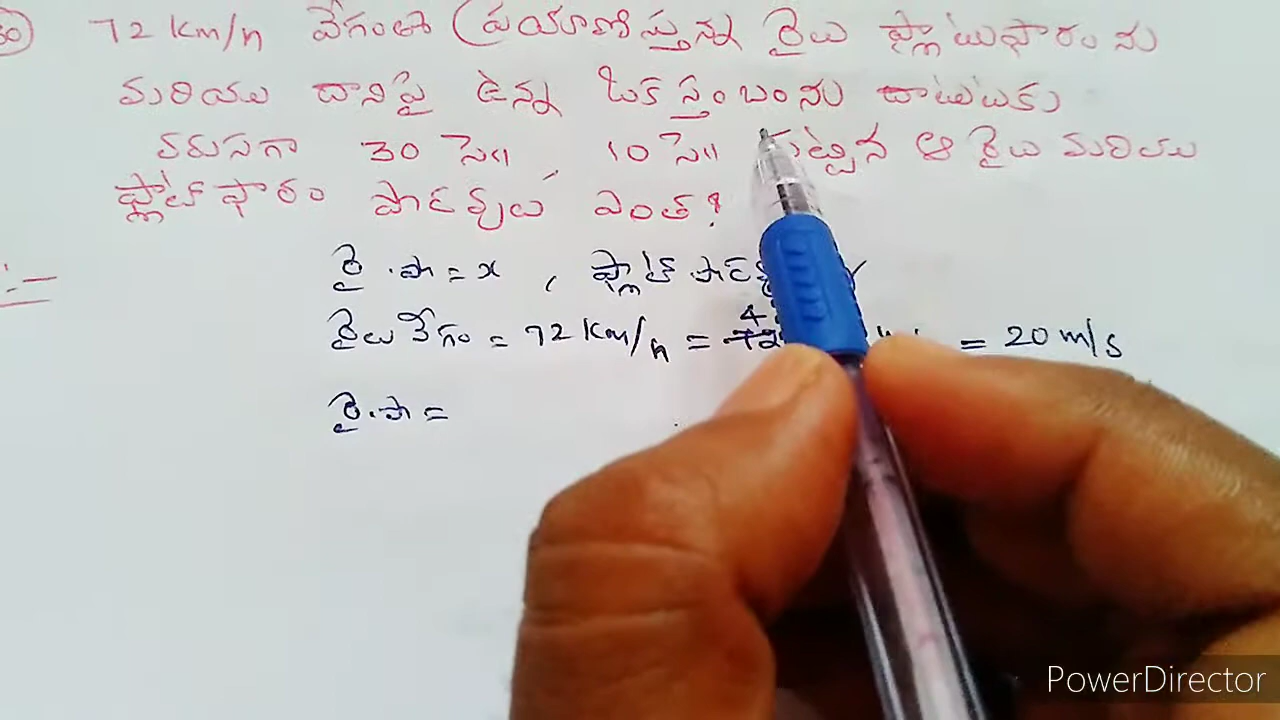 30) 72 Km/h వేగంతో ప్రయాణిస్తున్న రైలు ప్లాటుఫారంను
మరియు దానిపై ఉన్న ఒక స్తంబంను దాటుటకు
వరుసగా 30 సె॥, 10 సె॥ పట్టిన ఆ రైలు మరియు
ప్లాట్ ఫారం పొడవులు ఎంత?
:-
రై.పొ = x , ప్లాట్
రైలు వేగం = 72 Km/h = = 20 m/s
రై.పొ =
PowerDirector